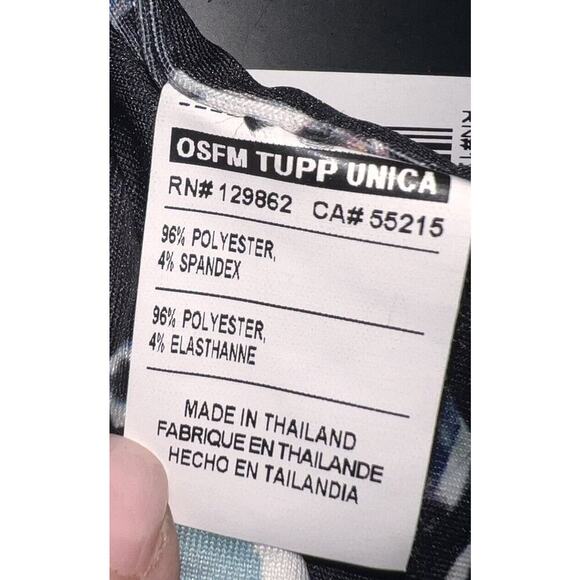 OSFM TUPP UNICA
RN# 129862 CA# 55215
96% POLYESTER,
4% SPANDEX
96% POLYESTER,
4% ELASTHANNE
MADE IN THAILAND
FABRIQUE EN THAILANDE
HECHO EN TAILANDIA